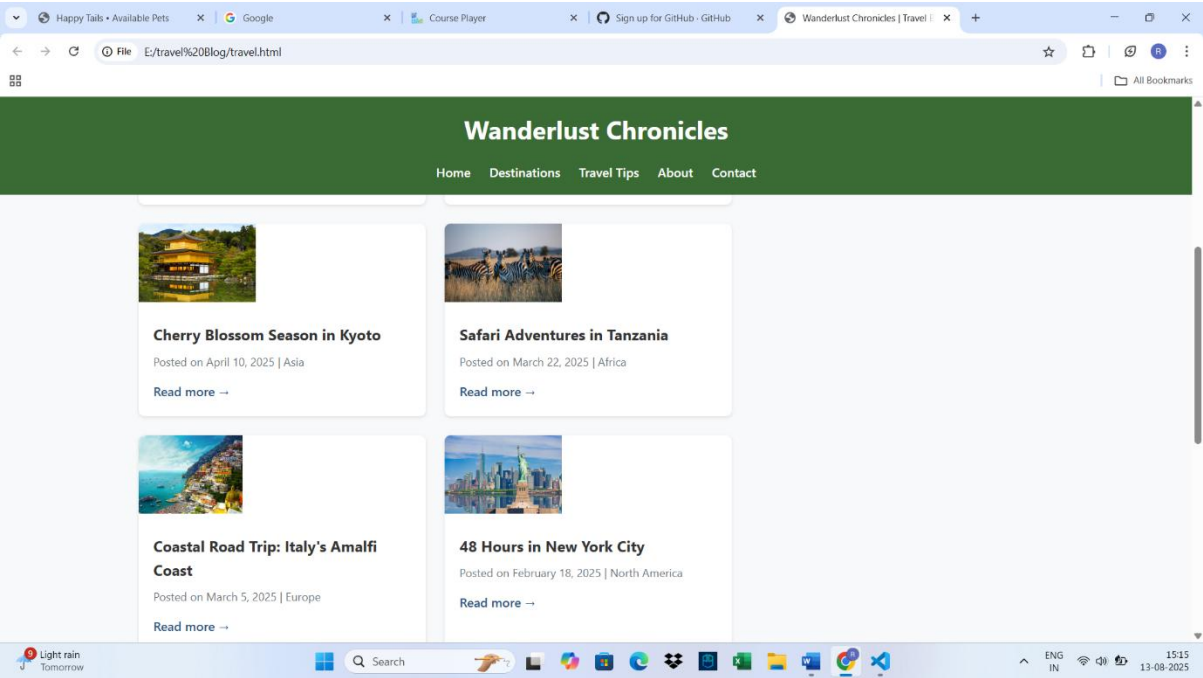 Happy Tails • Available Pets
Google
Course Player
Sign up for GitHub · GitHub
Wanderlust Chronicles | Travel
File E:/travel%20Blog/travel.html
R
All Bookmarks
Wanderlust Chronicles
Home Destinations Travel Tips About Contact
Cherry Blossom Season in Kyoto
Posted on April 10, 2025 | Asia
Read more →
Safari Adventures in Tanzania
Posted on March 22, 2025 | Africa
Read more →
Coastal Road Trip: Italy's Amalfi
Coast
Posted on March 5, 2025 | Europe
Read more →
48 Hours in New York City
Posted on February 18, 2025 | North America
Read more →
9
Light rain
Tomorrow
Search
ENG
IN
15:15
13-08-2025